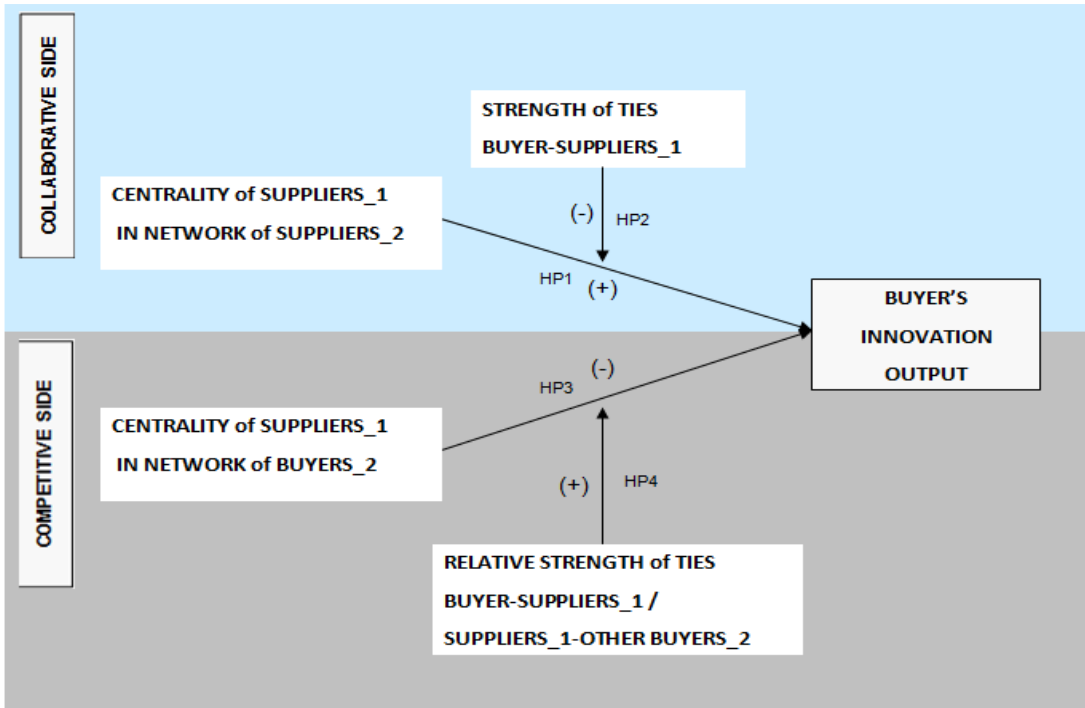 COLLABORATIVE SIDE
STRENGTH of TIES
BUYER-SUPPLIERS_1
CENTRALITY of SUPPLIERS_1
IN NETWORK of SUPPLIERS_2
(-)
HP2
HP1
(+)
BUYER'S
INNOVATION
OUTPUT
COMPETITIVE SIDE
(-)
HP3
CENTRALITY of SUPPLIERS_1
IN NETWORK of BUYERS_2
(+)
HP4
RELATIVE STRENGTH of TIES
BUYER-SUPPLIERS_1 /
SUPPLIERS_1-OTHER BUYERS_2